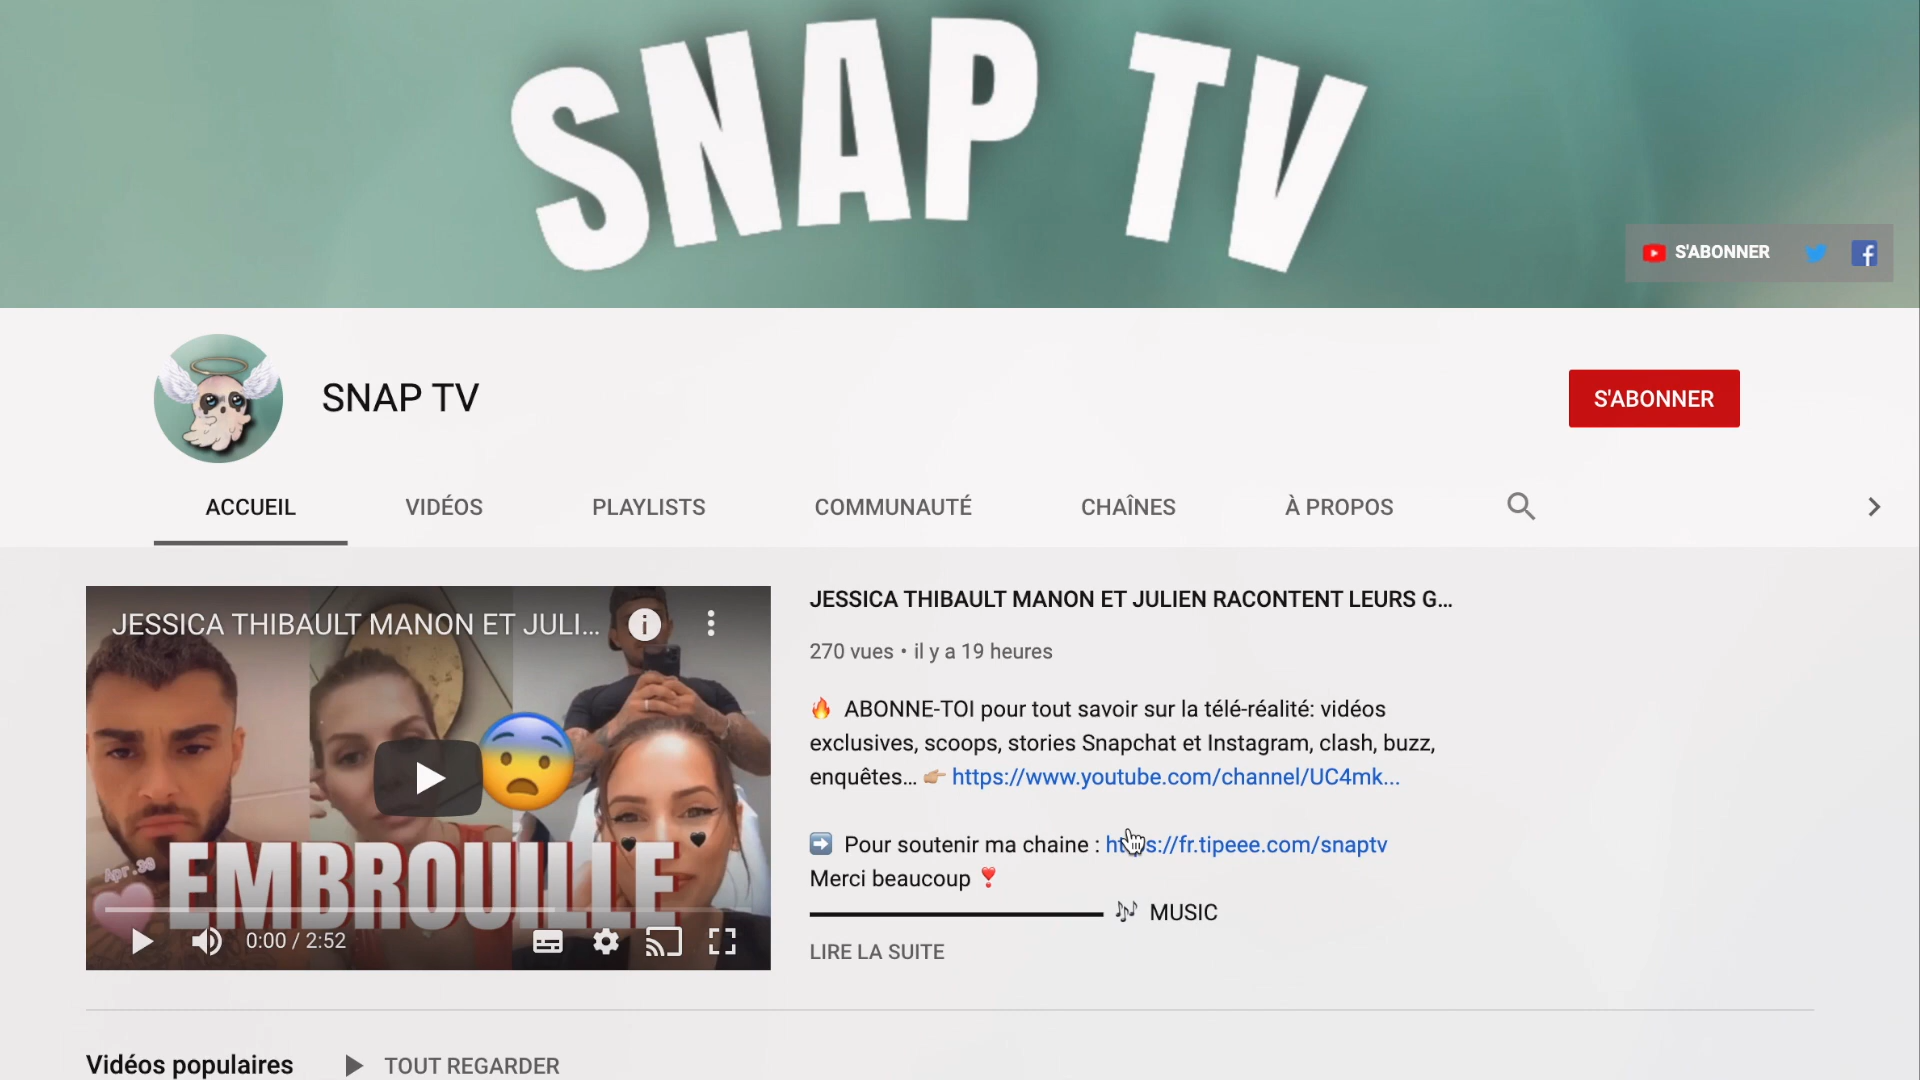 SNAP TV
S'ABONNER
SNAP TV
S'ABONNER
ACCUEIL
VIDÉOS
PLAYLISTS
COMMUNAUTÉ
CHAÎNES
À PROPOS
JESSICA THIBAULT MANON ET JULI...
Apr.30
EMBROUILLE
0:00 / 2:52
JESSICA THIBAULT MANON ET JULIEN RACONTENT LEURS G...
270 vues • il y a 19 heures
🔥 ABONNE-TOI pour tout savoir sur la télé-réalité: vidéos
exclusives, scoops, stories Snapchat et Instagram, clash, buzz,
enquêtes... 👉🏼 https://www.youtube.com/channel/UC4mk...
➡️ Pour soutenir ma chaine : https://fr.tipeee.com/snaptv
Merci beaucoup ❣️
🎶 MUSIC
LIRE LA SUITE
Vidéos populaires
TOUT REGARDER